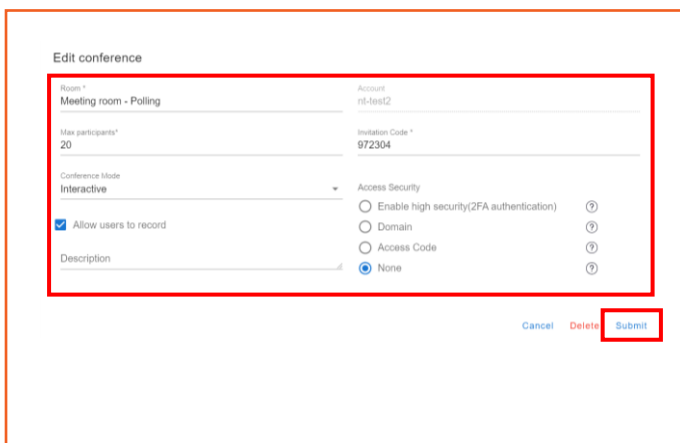 Edit conference
Room *
Meeting room - Polling
Account
nt-test2
Max participants*
20
Invitation Code *
972304
Conference Mode
Interactive
Access Security
Enable high security(2FA authentication) ?
Allow users to record
Domain ?
Access Code ?
Description
None ?
Cancel Delete Submit